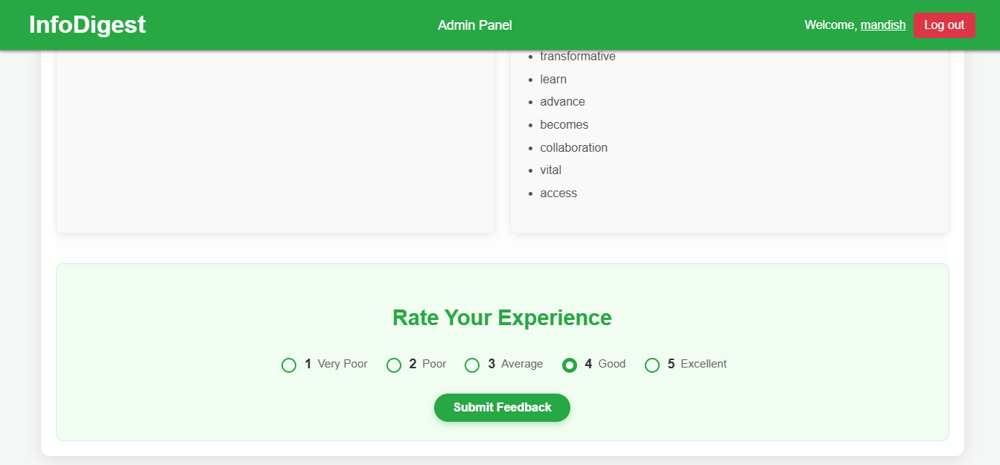 InfoDigest
Admin Panel
Welcome, mandish
Log out
transformative
learn
advance
becomes
collaboration
vital
access
Rate Your Experience
1 Very Poor 2 Poor 3 Average 4 Good 5 Excellent
Submit Feedback